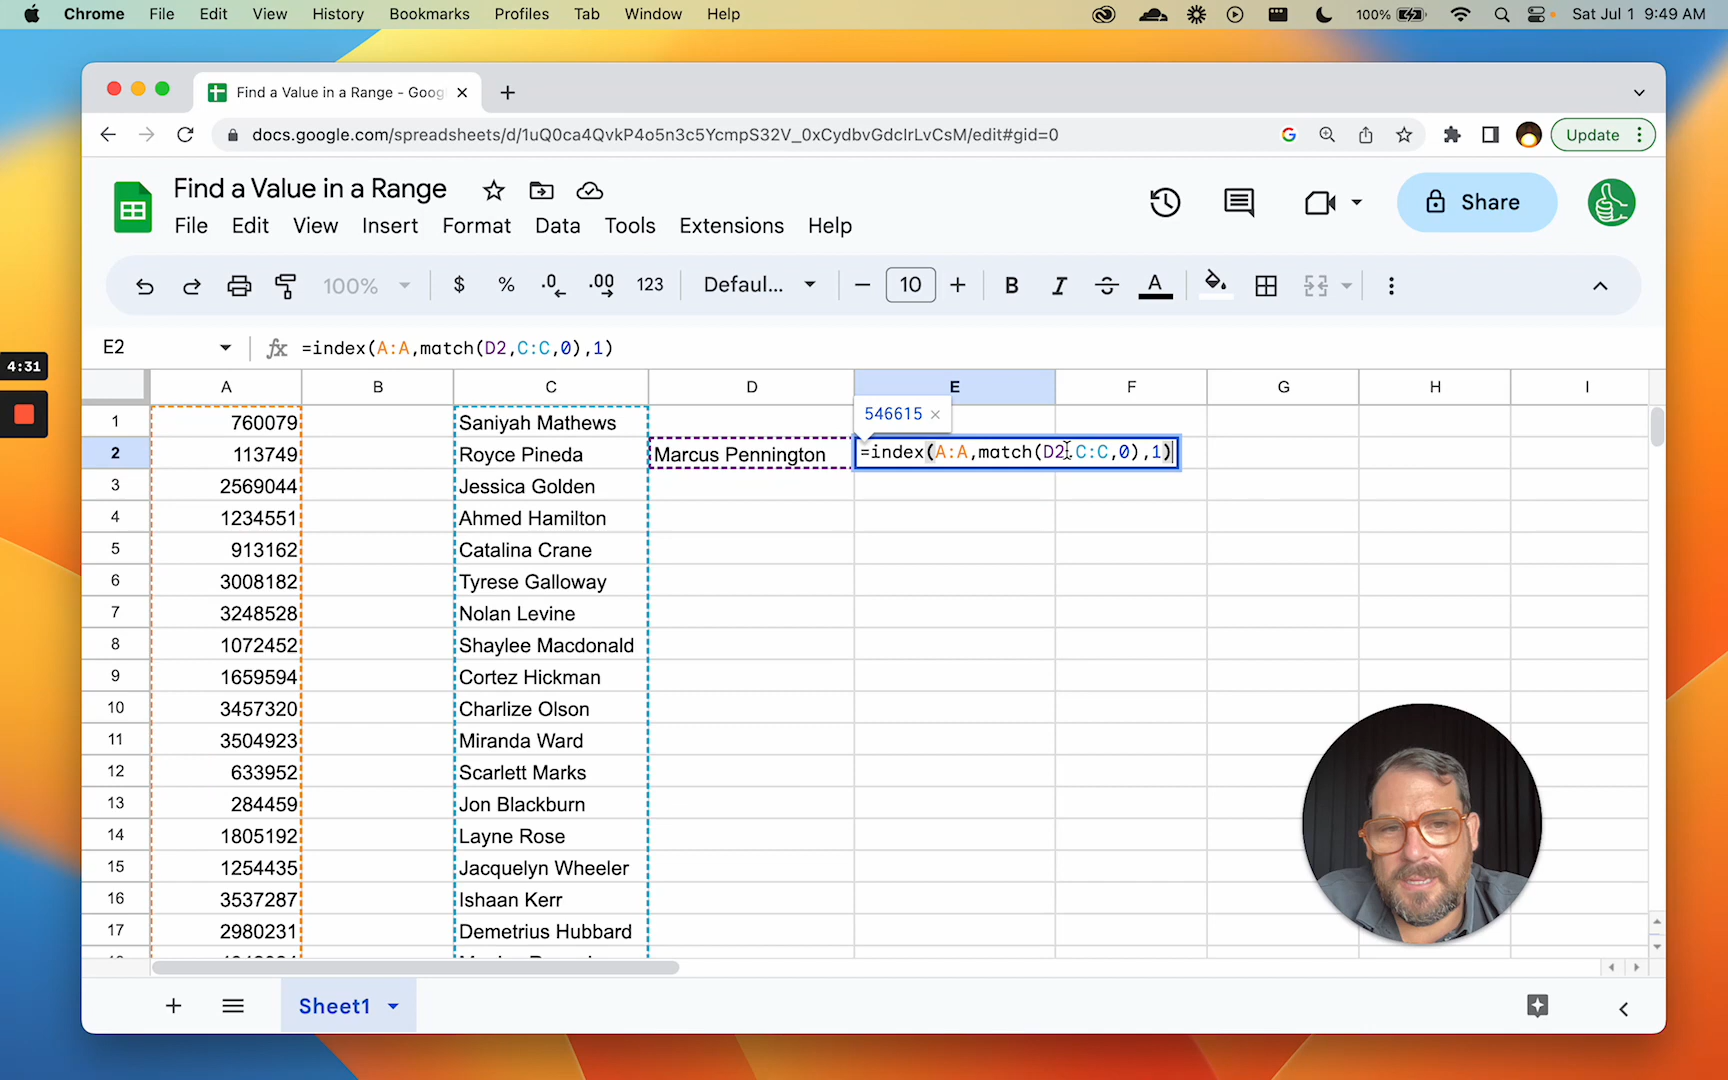 Chrome File Edit View History Bookmarks Profiles Tab Window Help 100% Sat Jul 1 9:49 AM
Find a Value in a Range - Goog
docs.google.com/spreadsheets/d/1uQ0ca4QvkP4o5n3c5YcmpS32V_0xCydbvGdcIrLvCsM/edit#gid=0 Update
Find a Value in a Range
File Edit View Insert Format Data Tools Extensions Help
Share
100% $ % .0 .00 123 Defaul... 10 B I S A
4:31
E2 fx =index(A:A,match(D2,C:C,0),1)
A B C D E F G H I
546615
1 760079 Saniyah Mathews
2 113749 Royce Pineda Marcus Pennington =index(A:A,match(D2,C:C,0),1)
3 2569044 Jessica Golden
4 1234551 Ahmed Hamilton
5 913162 Catalina Crane
6 3008182 Tyrese Galloway
7 3248528 Nolan Levine
8 1072452 Shaylee Macdonald
9 1659594 Cortez Hickman
10 3457320 Charlize Olson
11 3504923 Miranda Ward
12 633952 Scarlett Marks
13 284459 Jon Blackburn
14 1805192 Layne Rose
15 1254435 Jacquelyn Wheeler
16 3537287 Ishaan Kerr
17 2980231 Demetrius Hubbard
Sheet1